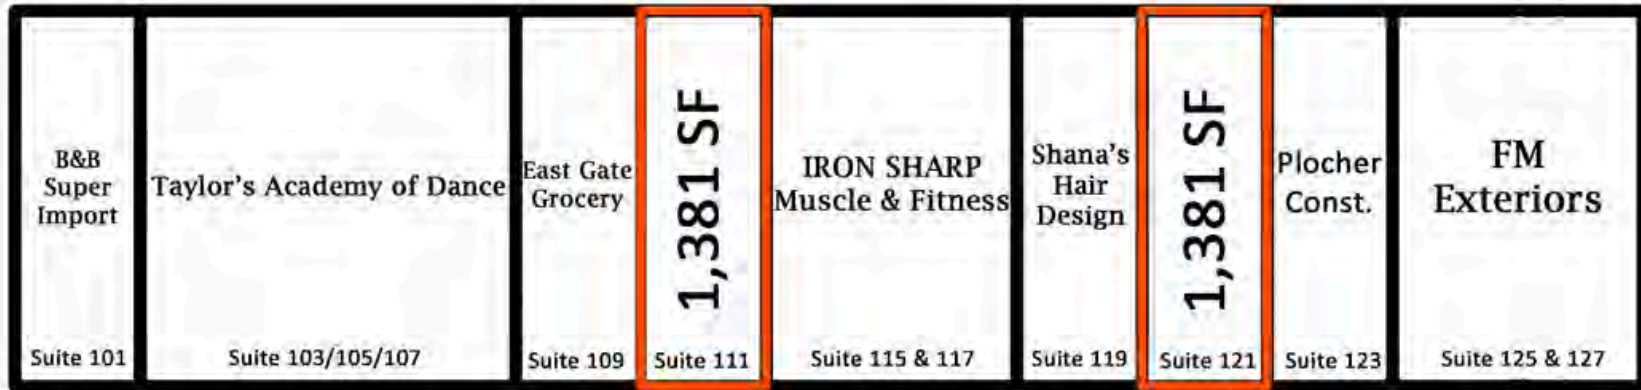 B&B
Super
Import
Suite 101
Taylor's Academy of Dance
Suite 103/105/107
East Gate
Grocery
Suite 109
1,381 SF
Suite 111
IRON SHARP
Muscle & Fitness
Suite 115 & 117
Shana's
Hair
Design
Suite 119
1,381 SF
Suite 121
Plocher
Const.
Suite 123
FM
Exteriors
Suite 125 & 127